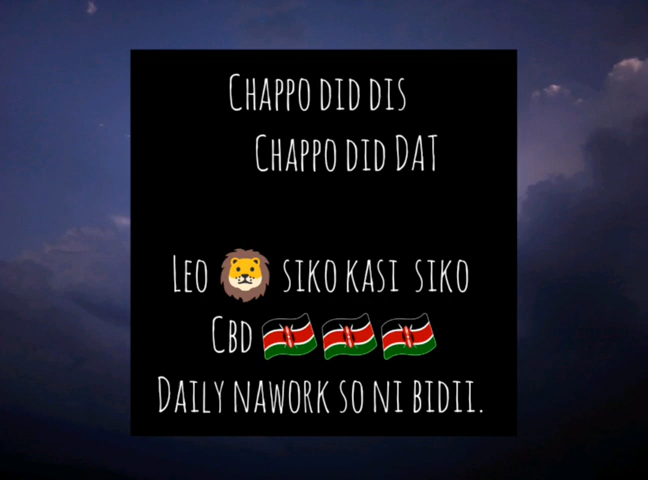 Chappo did dis
Chappo did DAT
Leo 🦁 siko kasi siko
Cbd 🇰🇪🇰🇪🇰🇪
Daily nawork so ni bidii.